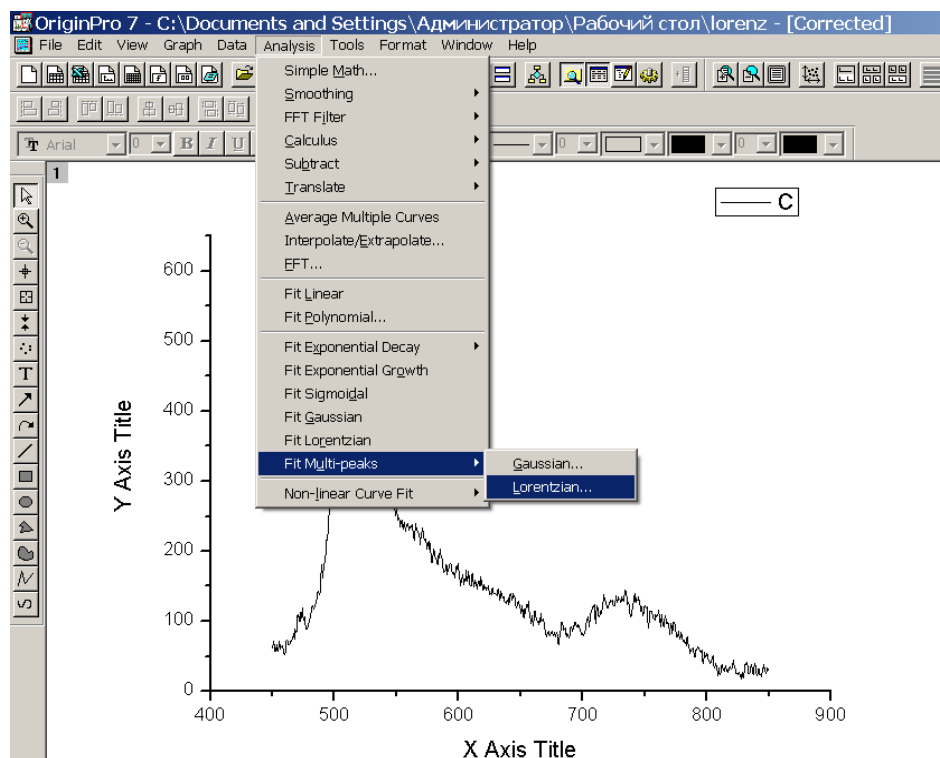 OriginPro 7 - C:\Documents and Settings\Администратор\Рабочий стол\lorenz - [Corrected]
File Edit View Graph Data Analysis Tools Format Window Help
Simple Math...
Smoothing
FFT Filter
Calculus
Subtract
Translate
Average Multiple Curves
Interpolate/Extrapolate...
FFT...
Fit Linear
Fit Polynomial...
Fit Exponential Decay
Fit Exponential Growth
Fit Sigmoidal
Fit Gaussian
Fit Lorentzian
Fit Multi-peaks
Non-linear Curve Fit
Gaussian...
Lorentzian...
Arial 0 B I U 0 0
1
C
Y Axis Title
600
500
400
300
200
100
0
400 500 600 700 800 900
X Axis Title
T